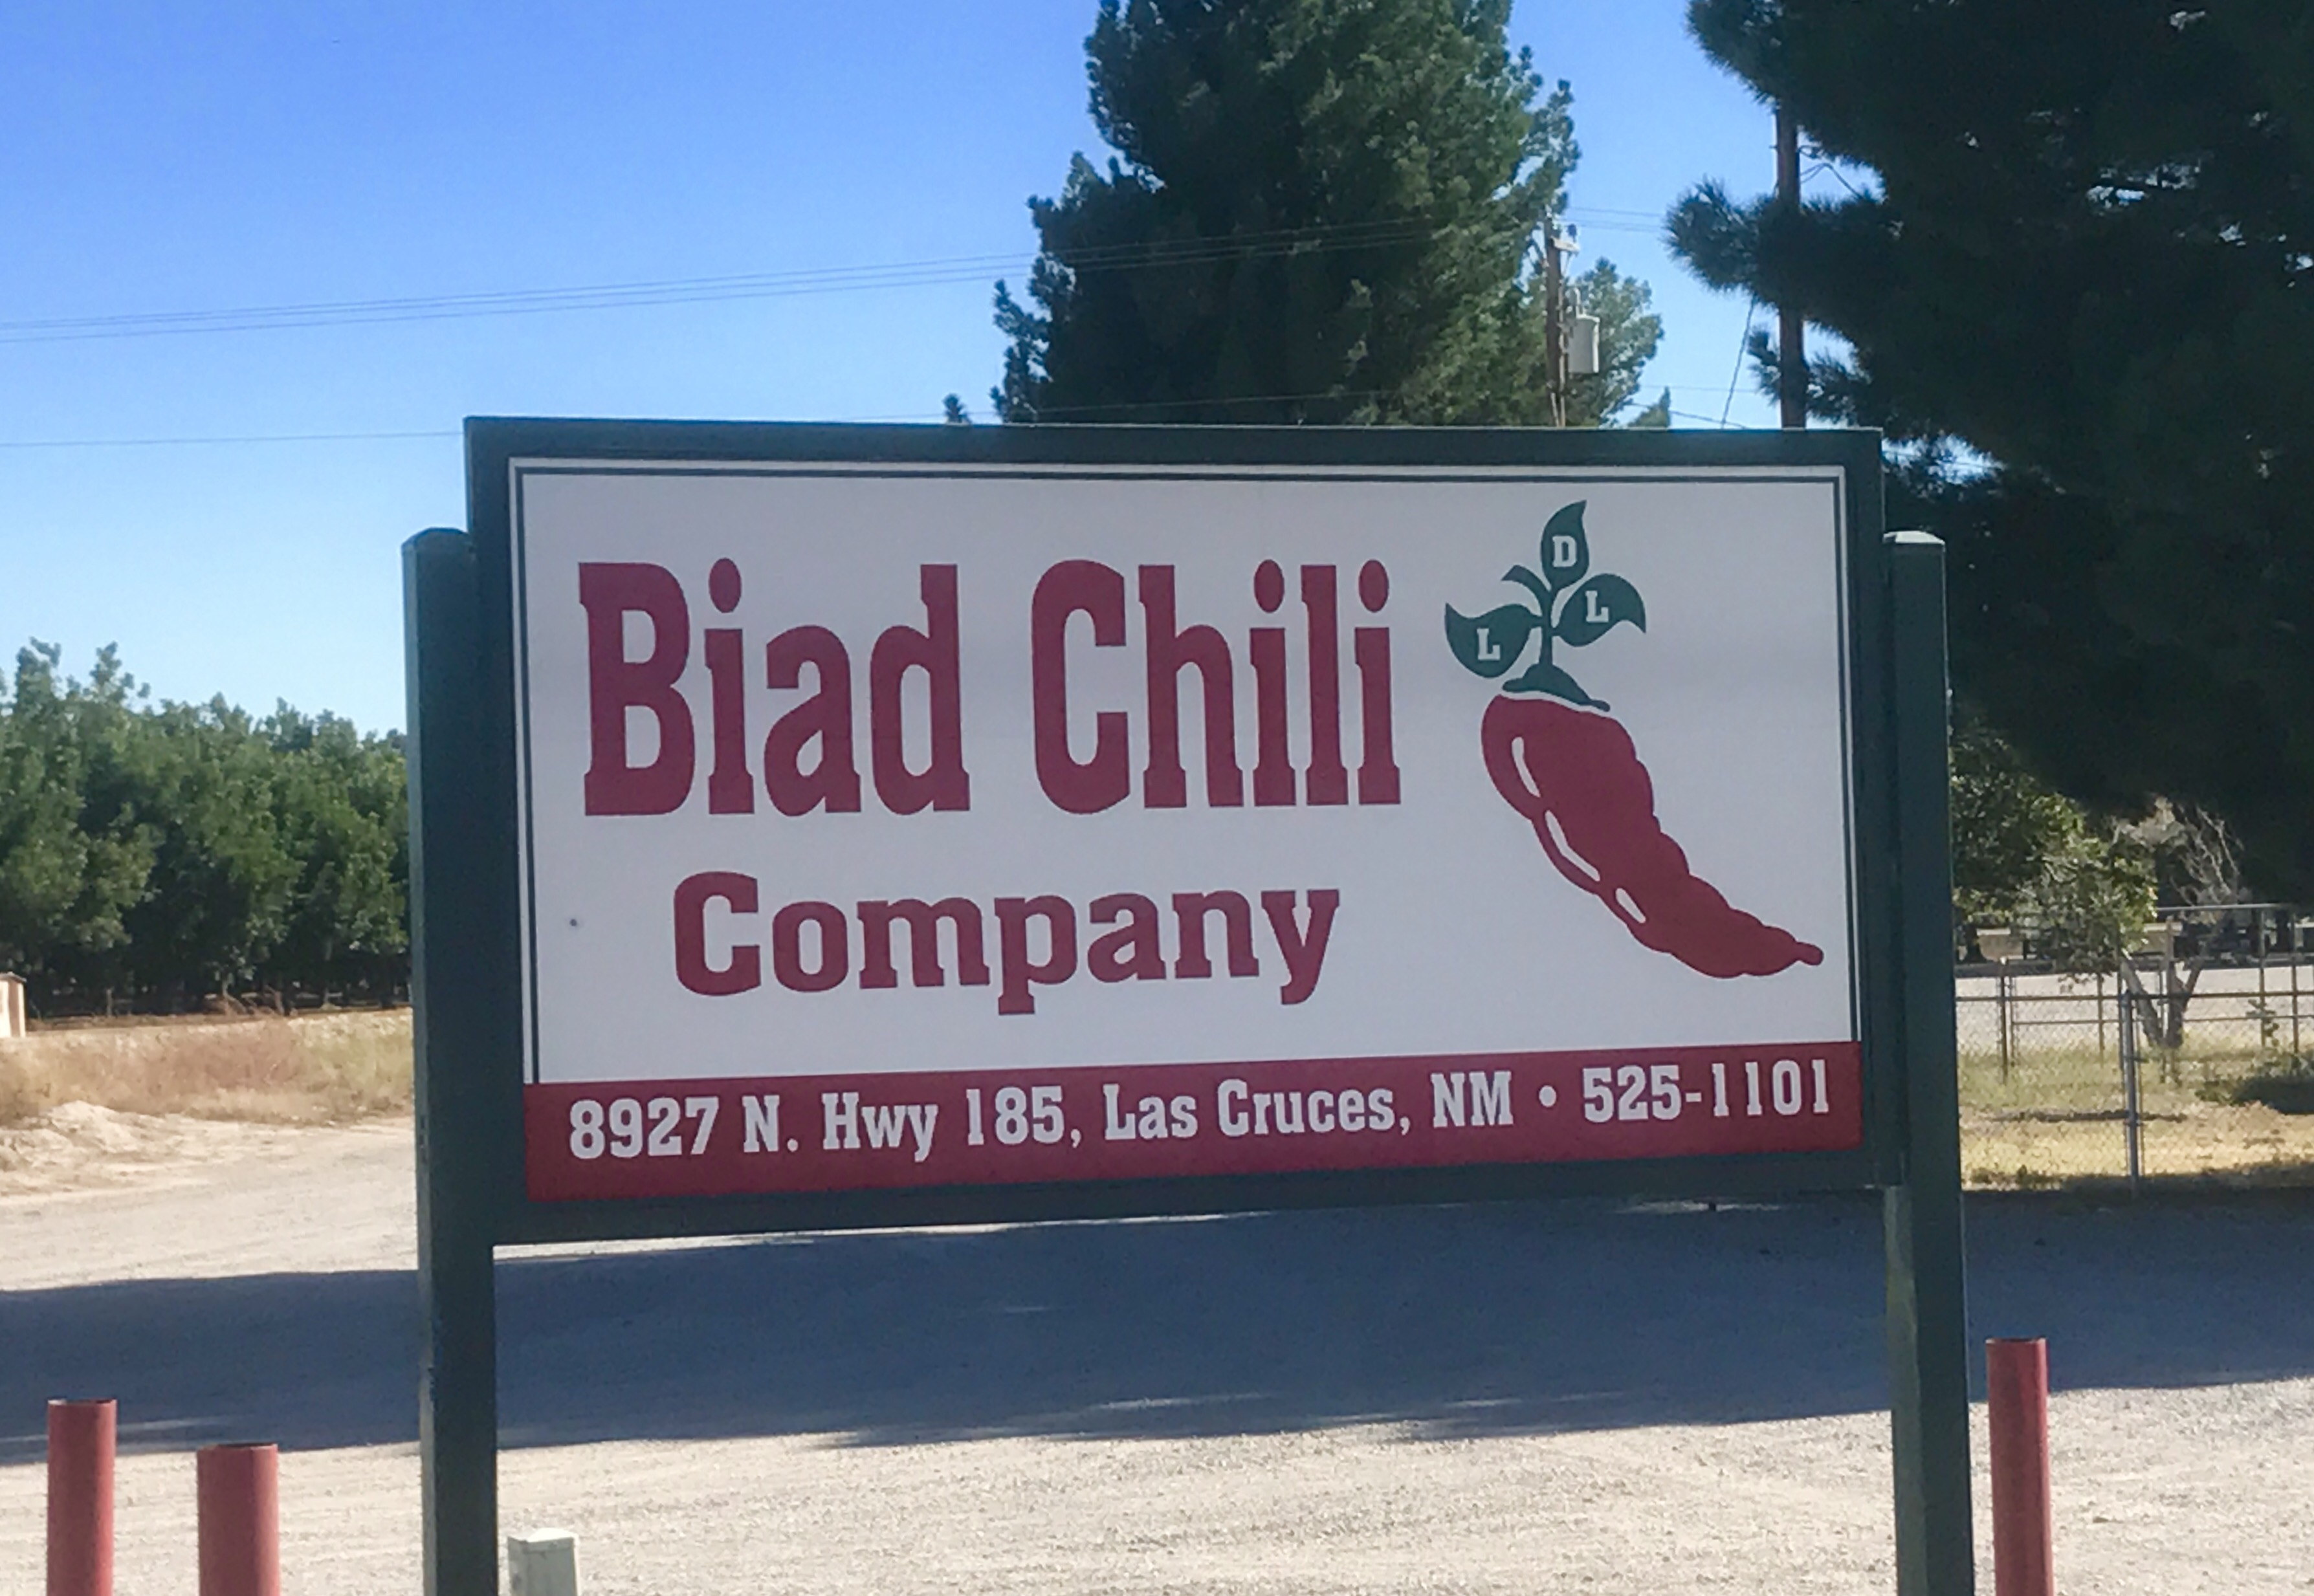 Biad Chili
Company
D
L
L
8927 N. Hwy 185, Las Cruces, NM • 525-1101